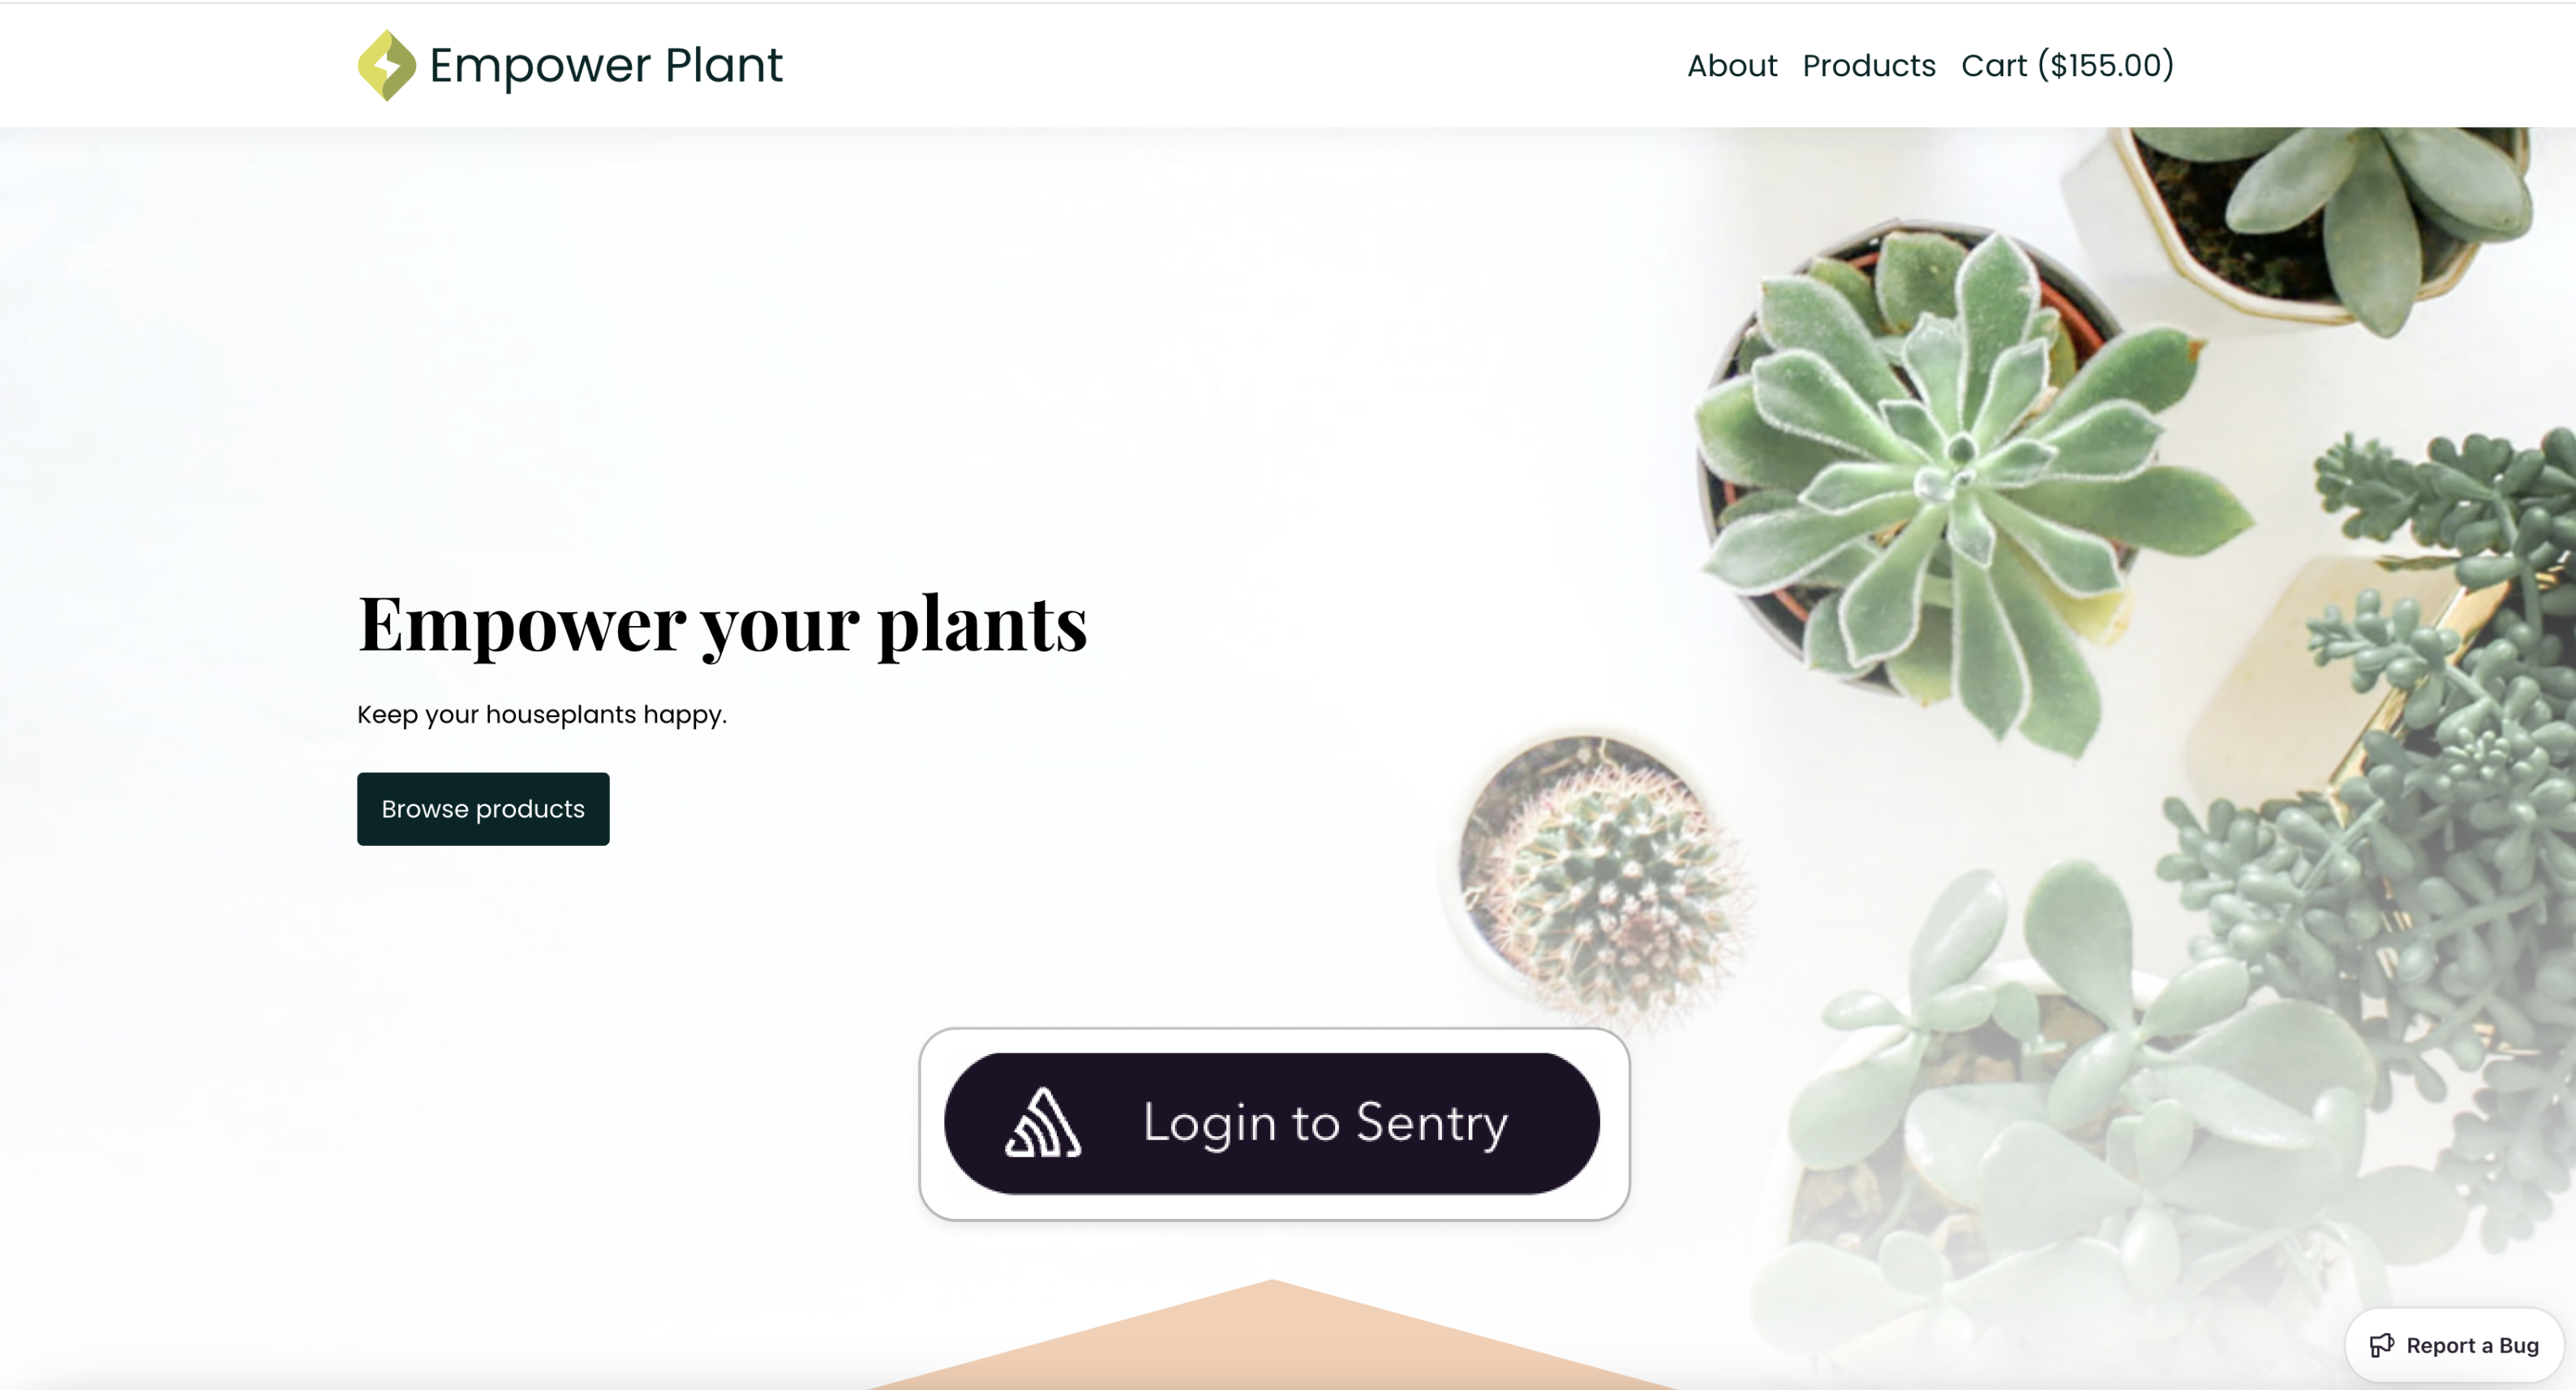 Empower Plant
About Products Cart ($155.00)
Empower your plants
Keep your houseplants happy.
Browse products
Login to Sentry
Report a Bug